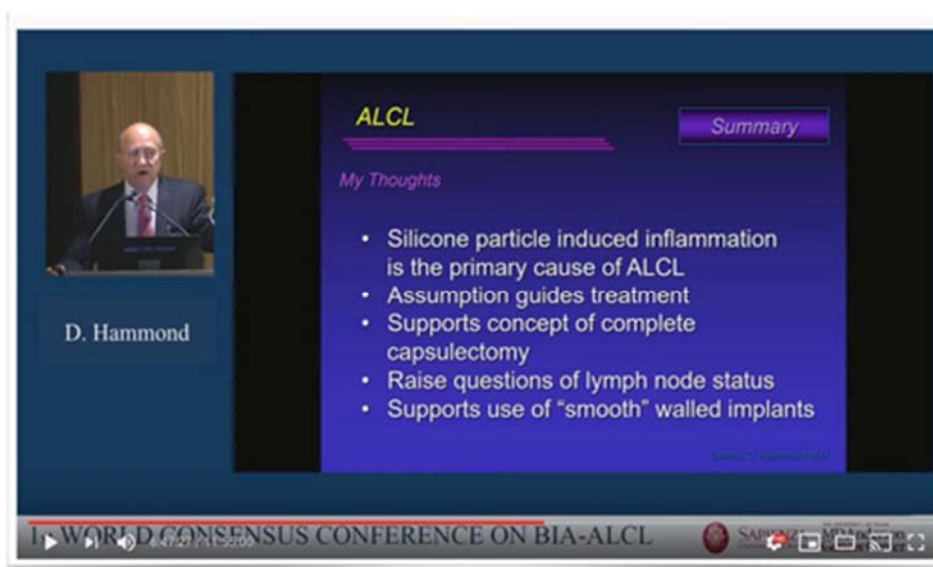 ALCL
Summary
My Thoughts
• Silicone particle induced inflammation
is the primary cause of ALCL
• Assumption guides treatment
• Supports concept of complete
capsulectomy
• Raise questions of lymph node status
• Supports use of “smooth” walled implants
D. Hammond
WORLD CONSENSUS CONFERENCE ON BIA-ALCL